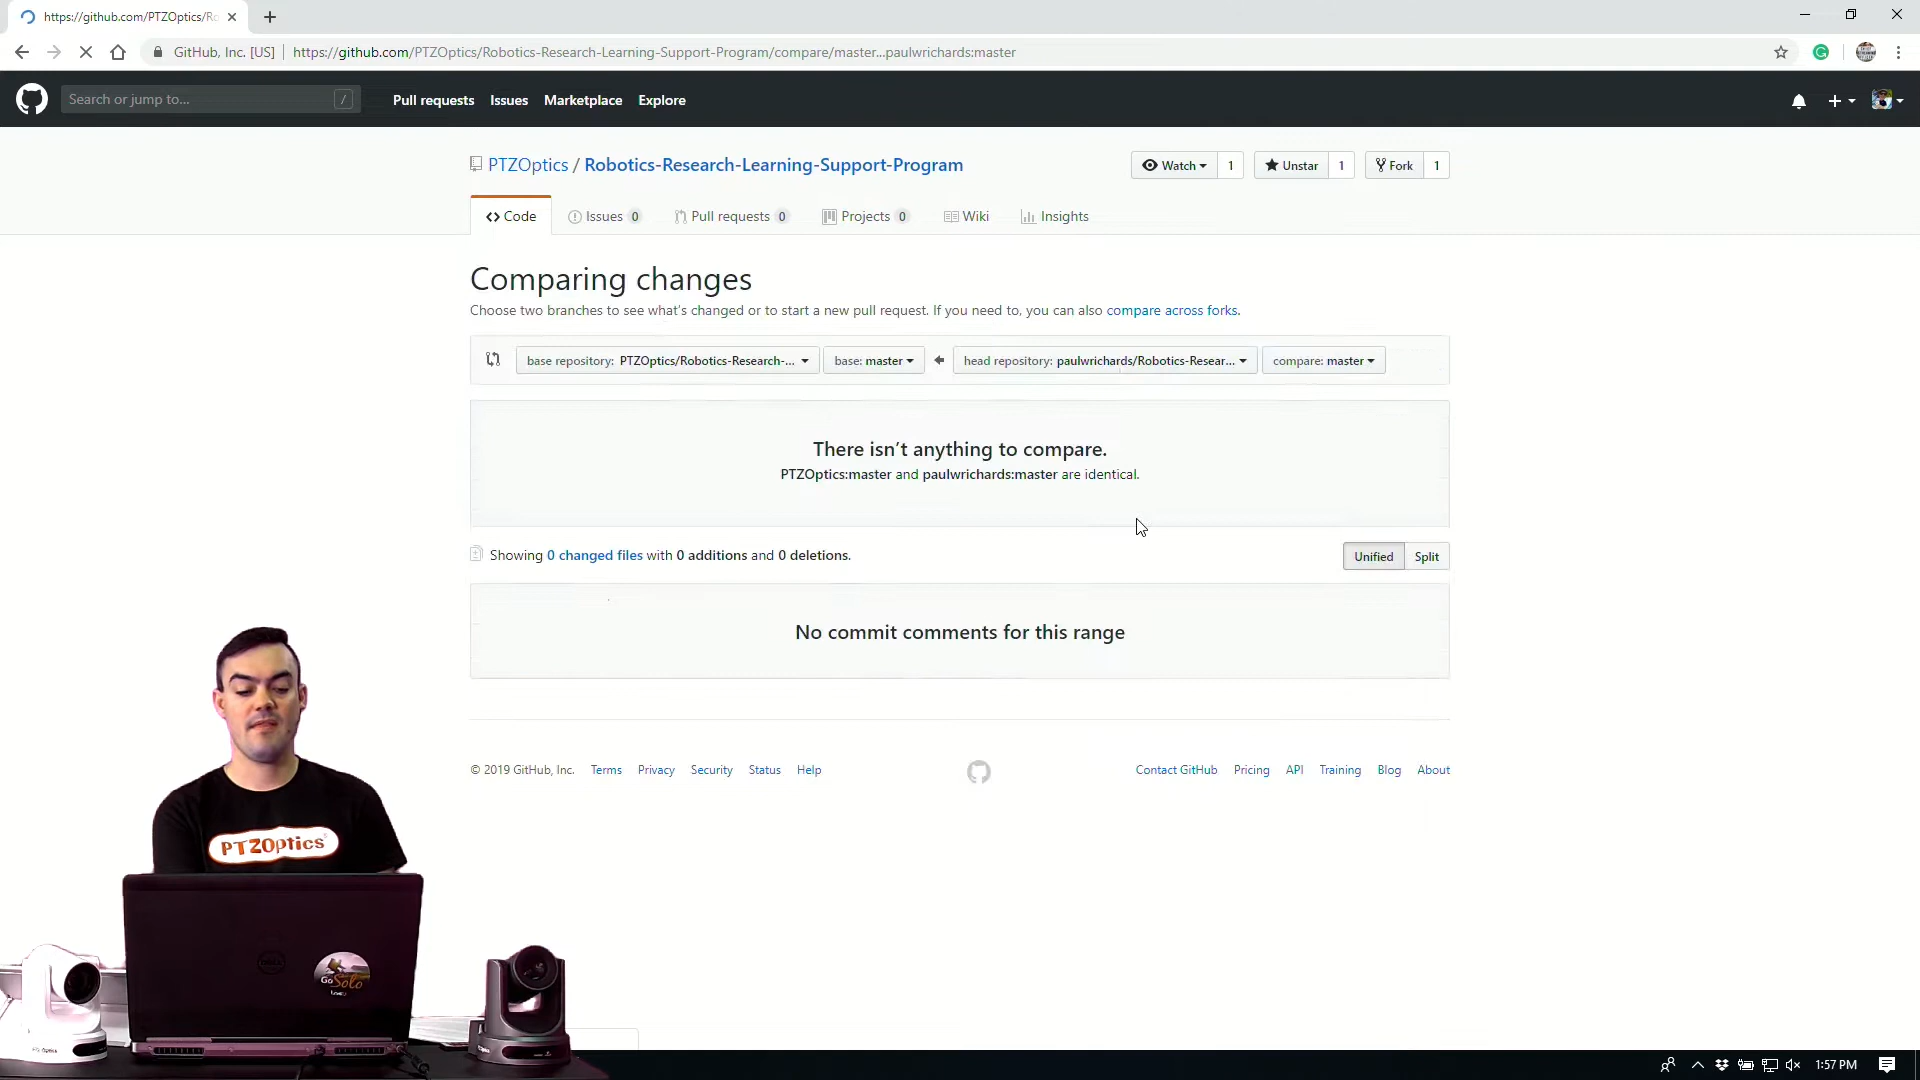 https://github.com/PTZOptics/Ro
GitHub, Inc. [US] | https://github.com/PTZOptics/Robotics-Research-Learning-Support-Program/compare/master...paulwrichards:master
Search or jump to... /
Pull requests Issues Marketplace Explore
PTZOptics / Robotics-Research-Learning-Support-Program
Watch 1 Unstar 1 Fork 1
Code Issues 0 Pull requests 0 Projects 0 Wiki Insights
Comparing changes
Choose two branches to see what's changed or to start a new pull request. If you need to, you can also compare across forks.
base repository: PTZOptics/Robotics-Research-... base: master head repository: paulwrichards/Robotics-Resear... compare: master
There isn't anything to compare.
PTZOptics:master and paulwrichards:master are identical.
Showing 0 changed files with 0 additions and 0 deletions.
Unified Split
No commit comments for this range
© 2019 GitHub, Inc. Terms Privacy Security Status Help
Contact GitHub Pricing API Training Blog About
PTZOptics
DELL
Go
Solo
1:57 PM